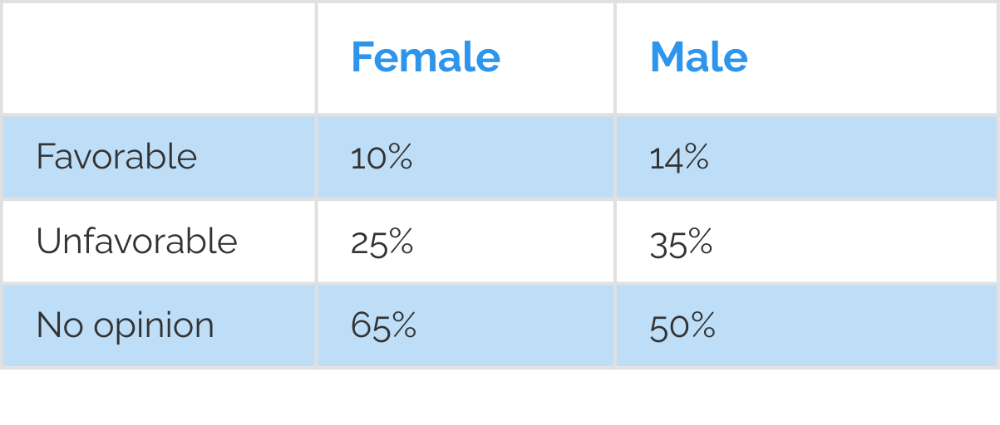 Female Male
Favorable 10% 14%
Unfavorable 25% 35%
No opinion 65% 50%